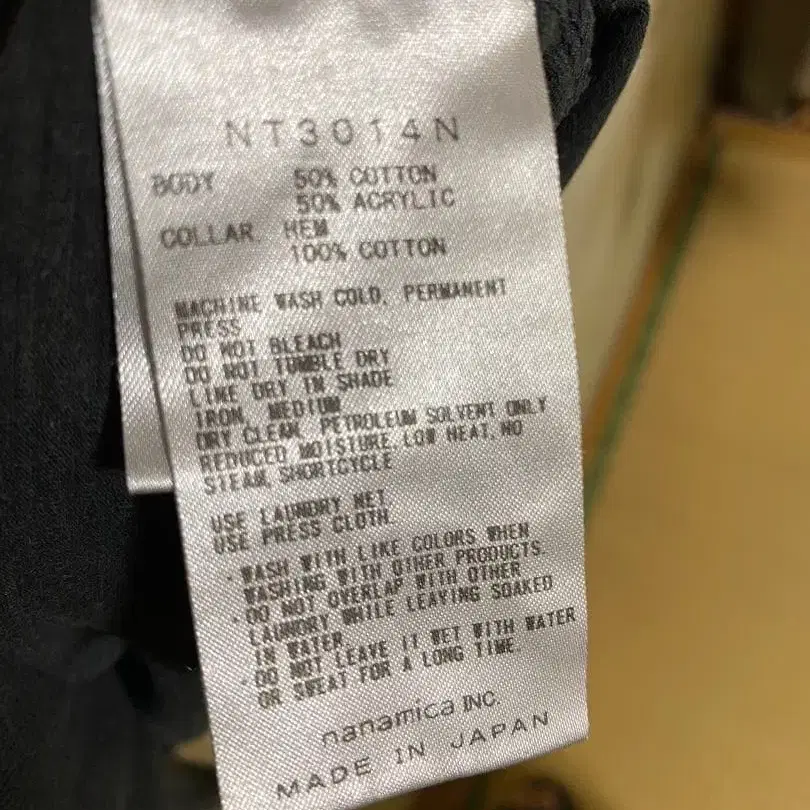 NT3014N
BODY 50% COTTON
50% ACRYLIC
COLLAR. HEM
100% COTTON
MACHINE WASH COLD, PERMANENT
PRESS
DO NOT BLEACH
DO NOT TUMBLE DRY
LINE DRY IN SHADE
IRON, MEDIUM
DRY CLEAN, PETROLEUM SOLVENT ONLY
REDUCED MOISTURE, LOW HEAT, NO
STEAM, SHORTCYCLE
USE LAUNDRY NET
USE PRESS CLOTH.
· WASH WITH LIKE COLORS WHEN
WASHING WITH OTHER PRODUCTS.
· DO NOT OVERLAP WITH OTHER
LAUNDRY WHILE LEAVING SOAKED
IN WATER.
· DO NOT LEAVE IT WET WITH WATER
OR SWEAT FOR A LONG TIME.
nanamica INC.
MADE IN JAPAN